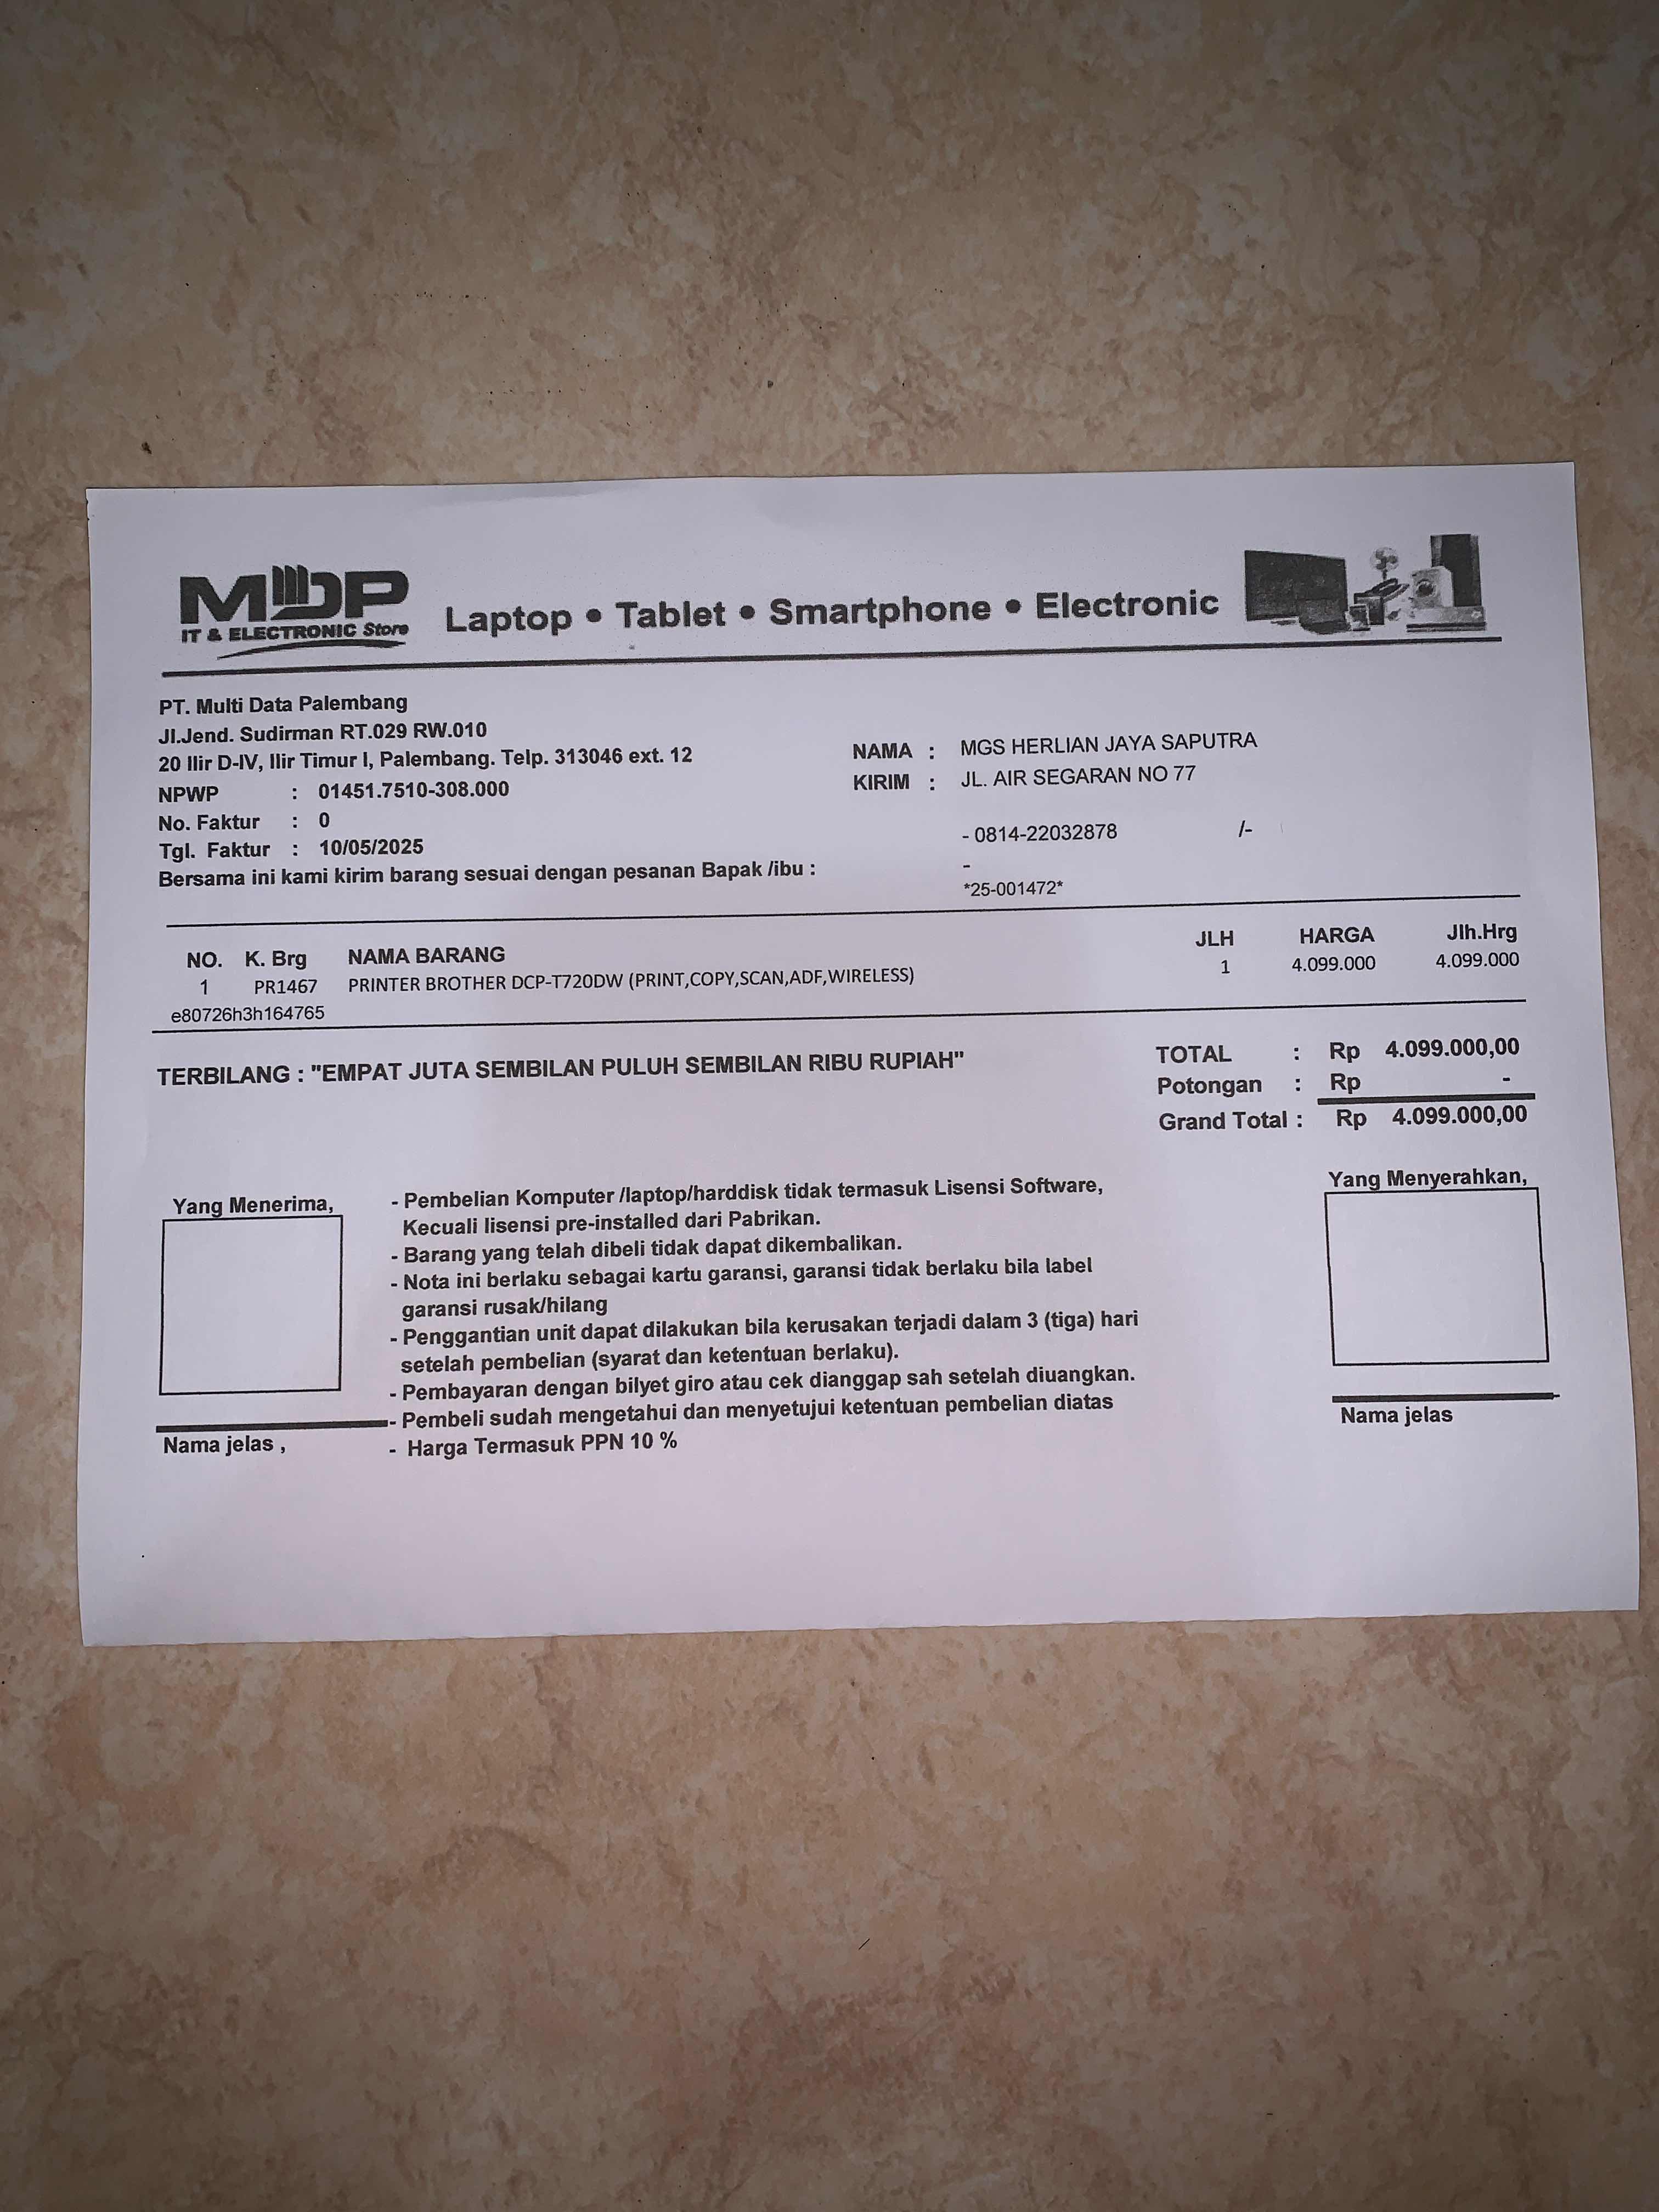 MDP
IT & ELECTRONIC Store
Laptop • Tablet • Smartphone • Electronic
PT. Multi Data Palembang
Jl.Jend. Sudirman RT.029 RW.010
20 Ilir D-IV, Ilir Timur I, Palembang. Telp. 313046 ext. 12
NPWP : 01451.7510-308.000
No. Faktur : 0
Tgl. Faktur : 10/05/2025
Bersama ini kami kirim barang sesuai dengan pesanan Bapak /ibu :
NAMA : MGS HERLIAN JAYA SAPUTRA
KIRIM : JL. AIR SEGARAN NO 77
- 0814-22032878 /-
-
*25-001472*
NO. K. Brg NAMA BARANG JLH HARGA Jlh.Hrg
1 PR1467 PRINTER BROTHER DCP-T720DW (PRINT,COPY,SCAN,ADF,WIRELESS) 1 4.099.000 4.099.000
e80726h3h164765
TERBILANG : "EMPAT JUTA SEMBILAN PULUH SEMBILAN RIBU RUPIAH"
TOTAL : Rp 4.099.000,00
Potongan : Rp -
Grand Total : Rp 4.099.000,00
Yang Menerima,
Nama jelas ,
- Pembelian Komputer /laptop/harddisk tidak termasuk Lisensi Software,
Kecuali lisensi pre-installed dari Pabrikan.
- Barang yang telah dibeli tidak dapat dikembalikan.
- Nota ini berlaku sebagai kartu garansi, garansi tidak berlaku bila label
garansi rusak/hilang
- Penggantian unit dapat dilakukan bila kerusakan terjadi dalam 3 (tiga) hari
setelah pembelian (syarat dan ketentuan berlaku).
- Pembayaran dengan bilyet giro atau cek dianggap sah setelah diuangkan.
- Pembeli sudah mengetahui dan menyetujui ketentuan pembelian diatas
- Harga Termasuk PPN 10 %
Yang Menyerahkan,
Nama jelas